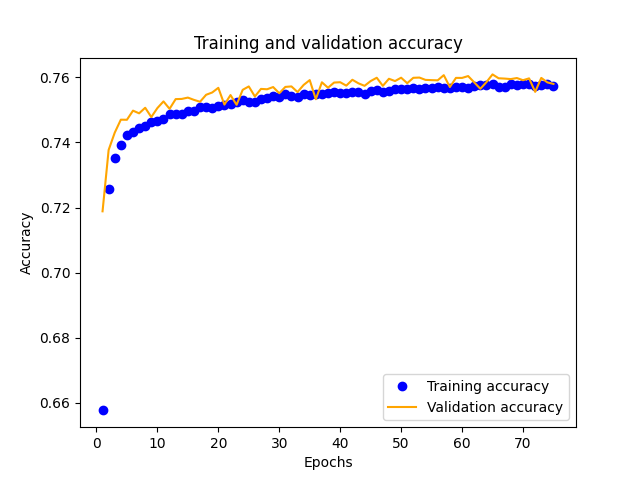 Training and validation accuracy
Accuracy
0.76
0.74
0.72
0.70
0.68
0.66
Training accuracy
Validation accuracy
0 10 20 30 40 50 60 70
Epochs